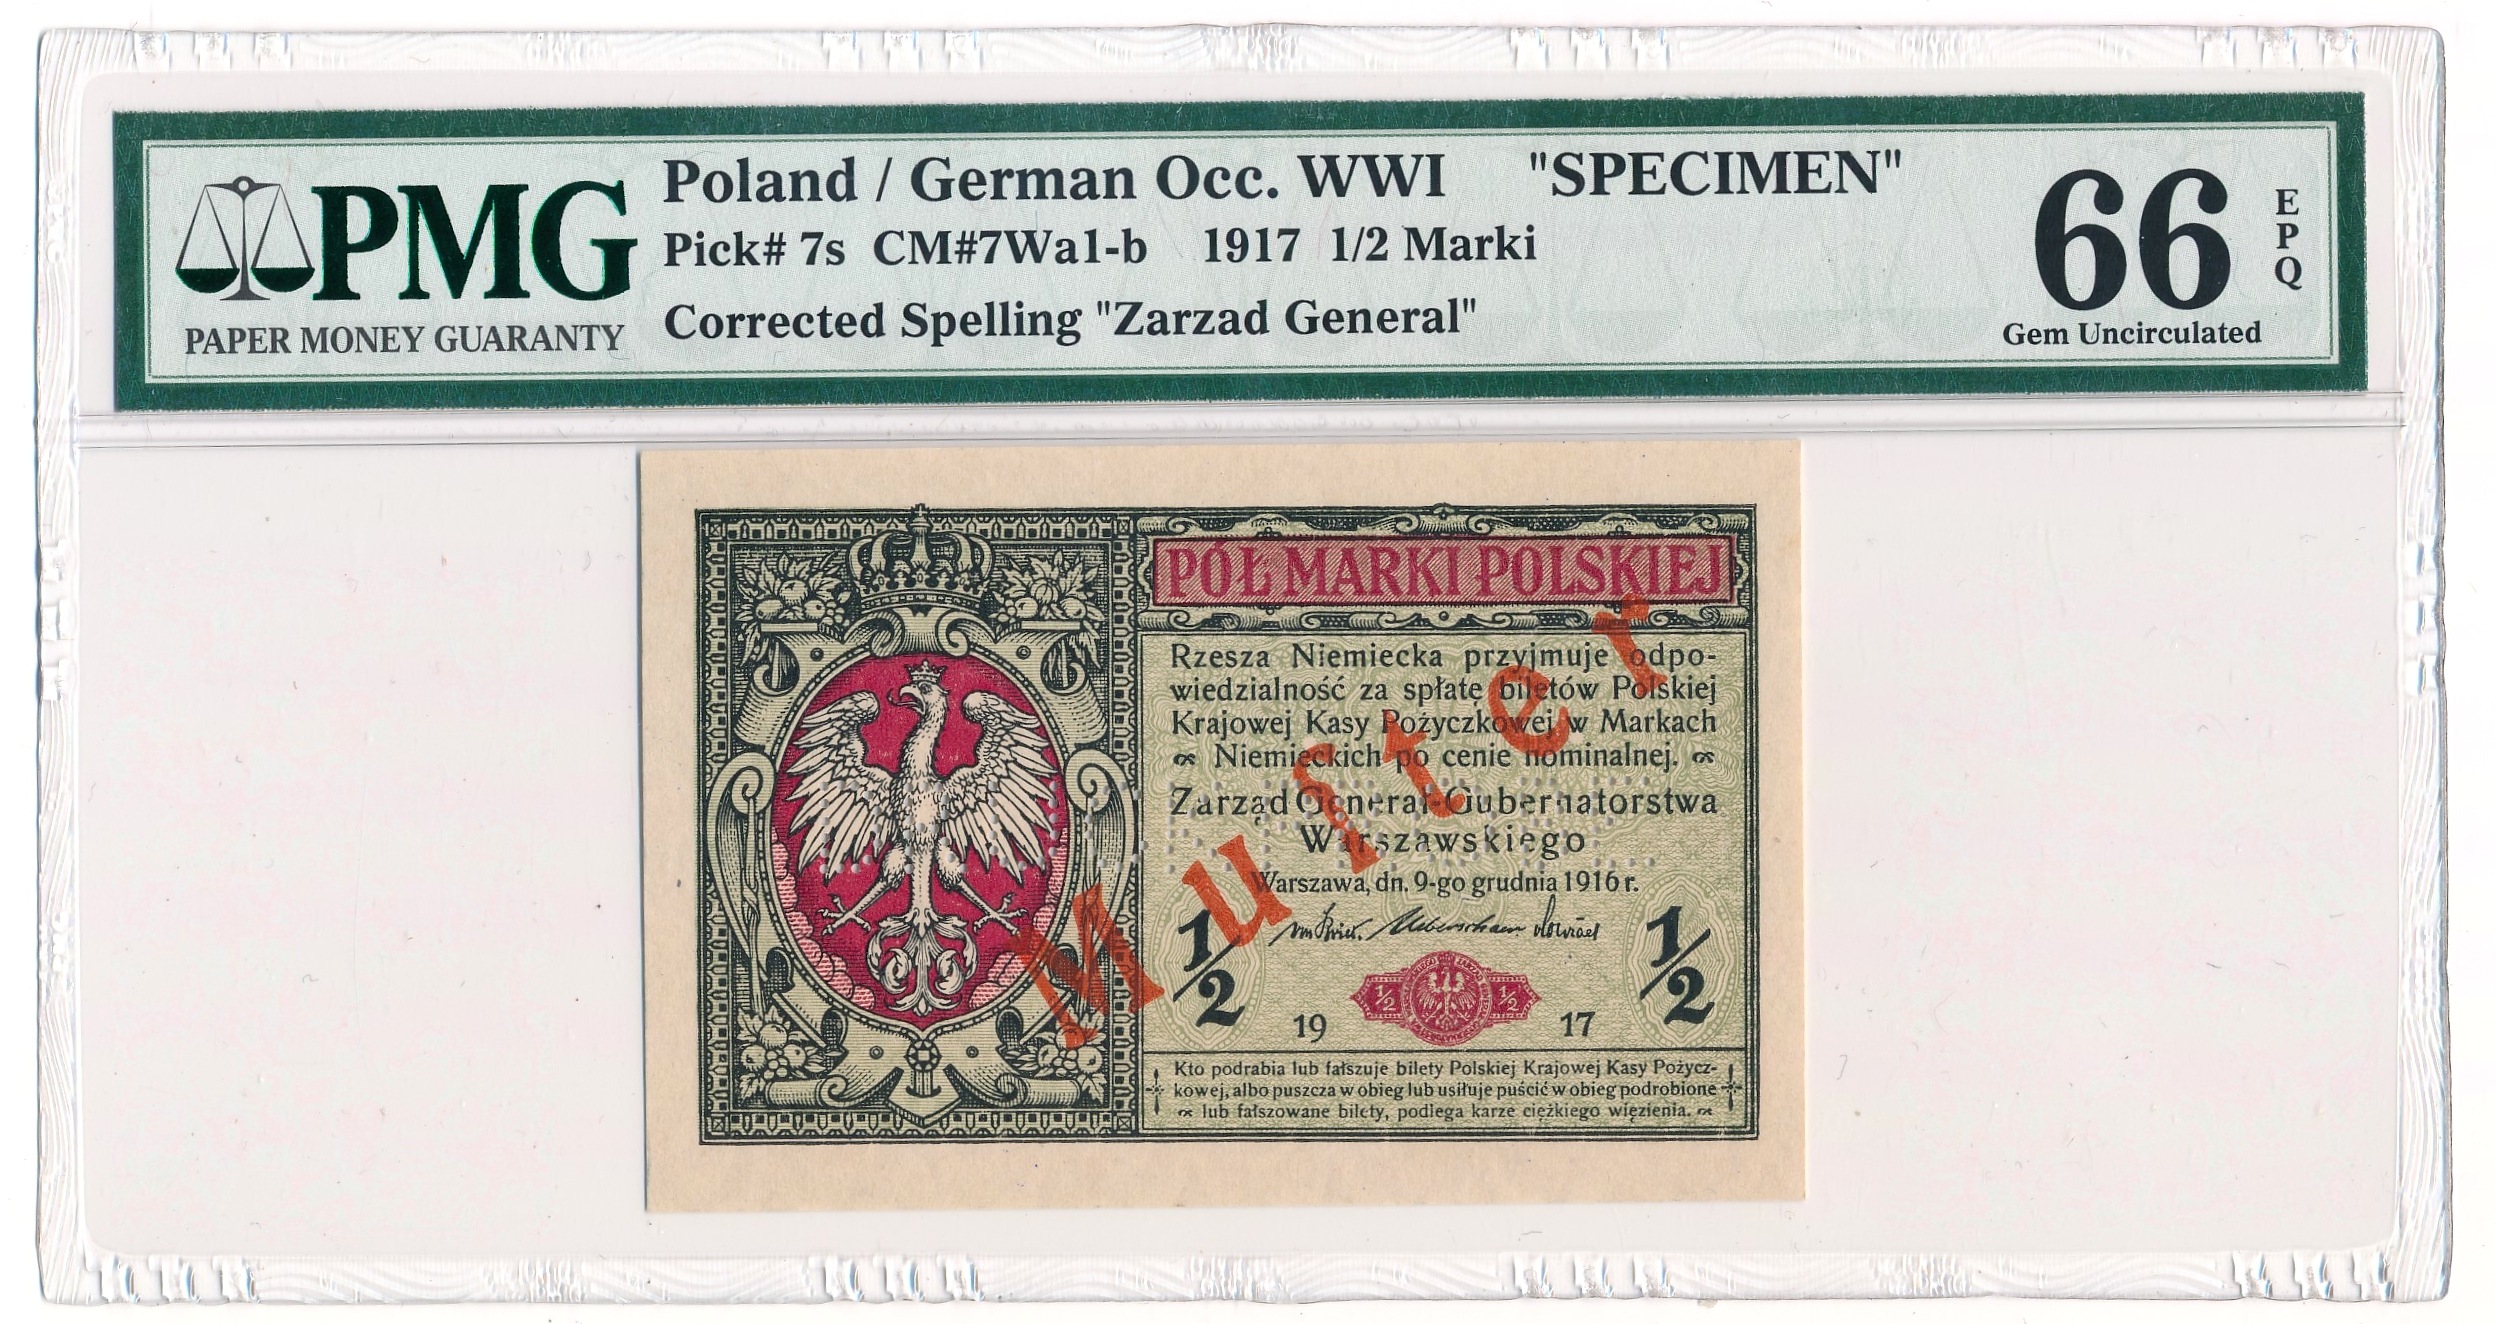 Poland / German Occ. WWI "SPECIMEN"
Pick# 7s CM#7Wa1-b 1917 1/2 Marki
Corrected Spelling "Zarzad General"
PMG
PAPER MONEY GUARANTY
66
EPQ
Gem Uncirculated
PÓŁ MARKI POLSKIEJ
Rzesza Niemiecka przyjmuje odpo-
wiedzialność za spłatę biletów Polskiej
Krajowej Kasy Pożyczkowej w Markach
Niemieckich po cenie nominalnej.
Zarząd General-Gubernatorstwa
Warszawskiego
Warszawa, dn. 9-go grudnia 1916 r.
Muſter
1/2
1/2
1/2
1/2
19 17
Kto podrabia lub fałszuje bilety Polskiej Krajowej Kasy Pożycz-
kowej, albo puszcza w obieg lub usiłuje puścić w obieg podrobione
lub fałszowane bilety, podlega karze ciężkiego więzienia.